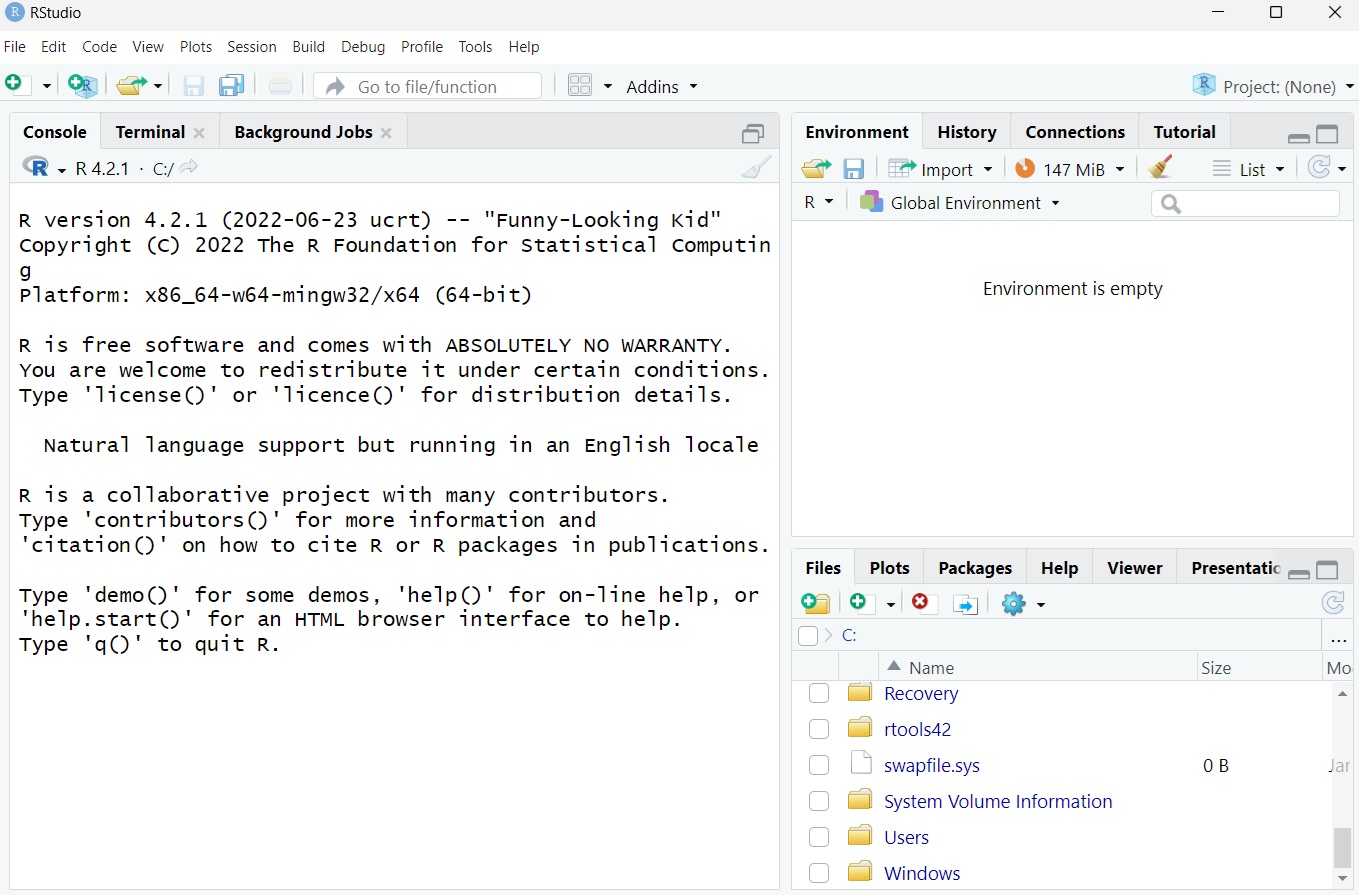 RStudio
File Edit Code View Plots Session Build Debug Profile Tools Help
Go to file/function Addins Project: (None)
Console Terminal Background Jobs
R 4.2.1 · C:/
R version 4.2.1 (2022-06-23 ucrt) -- "Funny-Looking Kid"
Copyright (C) 2022 The R Foundation for Statistical Computin
g
Platform: x86_64-w64-mingw32/x64 (64-bit)
R is free software and comes with ABSOLUTELY NO WARRANTY.
You are welcome to redistribute it under certain conditions.
Type 'license()' or 'licence()' for distribution details.
Natural language support but running in an English locale
R is a collaborative project with many contributors.
Type 'contributors()' for more information and
'citation()' on how to cite R or R packages in publications.
Type 'demo()' for some demos, 'help()' for on-line help, or
'help.start()' for an HTML browser interface to help.
Type 'q()' to quit R.
Environment History Connections Tutorial
Import 147 MiB List
R Global Environment
Environment is empty
Files Plots Packages Help Viewer Presentatio
C: ...
Name Size Mo
Recovery
rtools42
swapfile.sys 0 B Jar
System Volume Information
Users
Windows